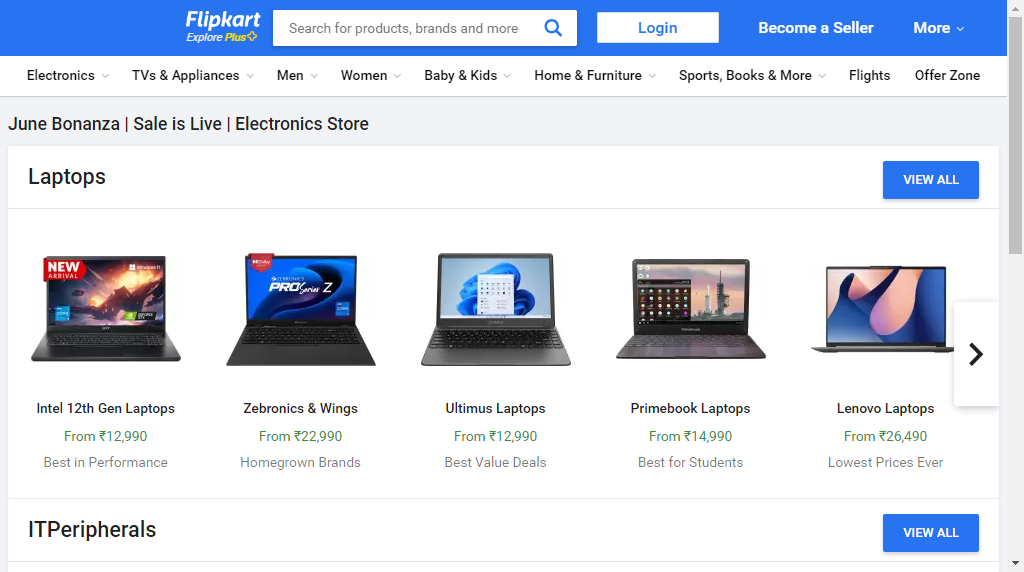 Flipkart
Explore Plus
Search for products, brands and more
Login
Become a Seller
More
Electronics
TVs & Appliances
Men
Women
Baby & Kids
Home & Furniture
Sports, Books & More
Flights
Offer Zone
June Bonanza | Sale is Live | Electronics Store
Laptops
VIEW ALL
NEW
ARRIVAL
Windows 11
acer
ZEBRONICS
PRO Series Z
Intel 12th Gen Laptops
From ₹12,990
Best in Performance
Zebronics & Wings
From ₹22,990
Homegrown Brands
Ultimus Laptops
From ₹12,990
Best Value Deals
Primebook Laptops
From ₹14,990
Best for Students
Lenovo Laptops
From ₹26,490
Lowest Prices Ever
ITPeripherals
VIEW ALL